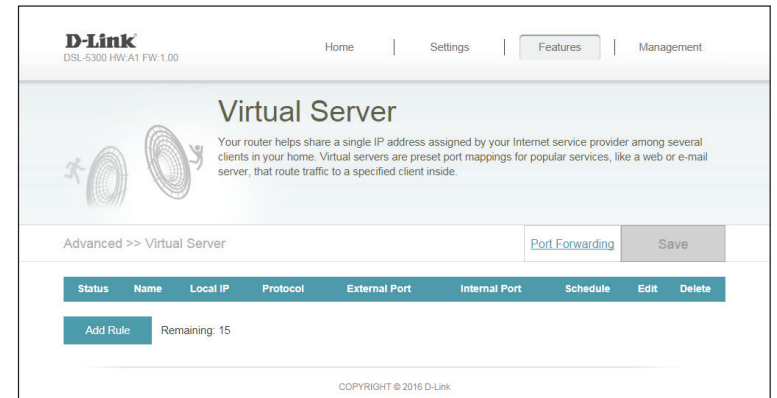 D-Link
DSL-5300 HW:A1 FW:1.00
Home Settings Features Management
Virtual Server
Your router helps share a single IP address assigned by your Internet service provider among several
clients in your home. Virtual servers are preset port mappings for popular services, like a web or e-mail
server, that route traffic to a specified client inside.
Advanced >> Virtual Server Port Forwarding Save
Status Name Local IP Protocol External Port Internal Port Schedule Edit Delete
Add Rule Remaining: 15
COPYRIGHT © 2016 D-Link